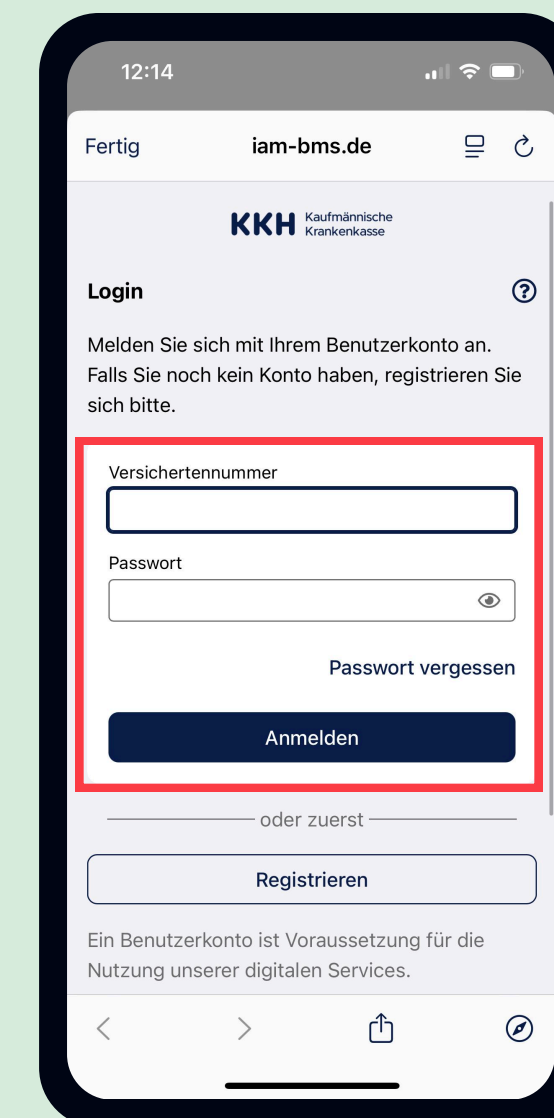 12:14
Fertig
iam-bms.de
KKH Kaufmännische
Krankenkasse
Login
Melden Sie sich mit Ihrem Benutzerkonto an.
Falls Sie noch kein Konto haben, registrieren Sie
sich bitte.
Versichertennummer
Passwort
Passwort vergessen
Anmelden
oder zuerst
Registrieren
Ein Benutzerkonto ist Voraussetzung für die
Nutzung unserer digitalen Services.